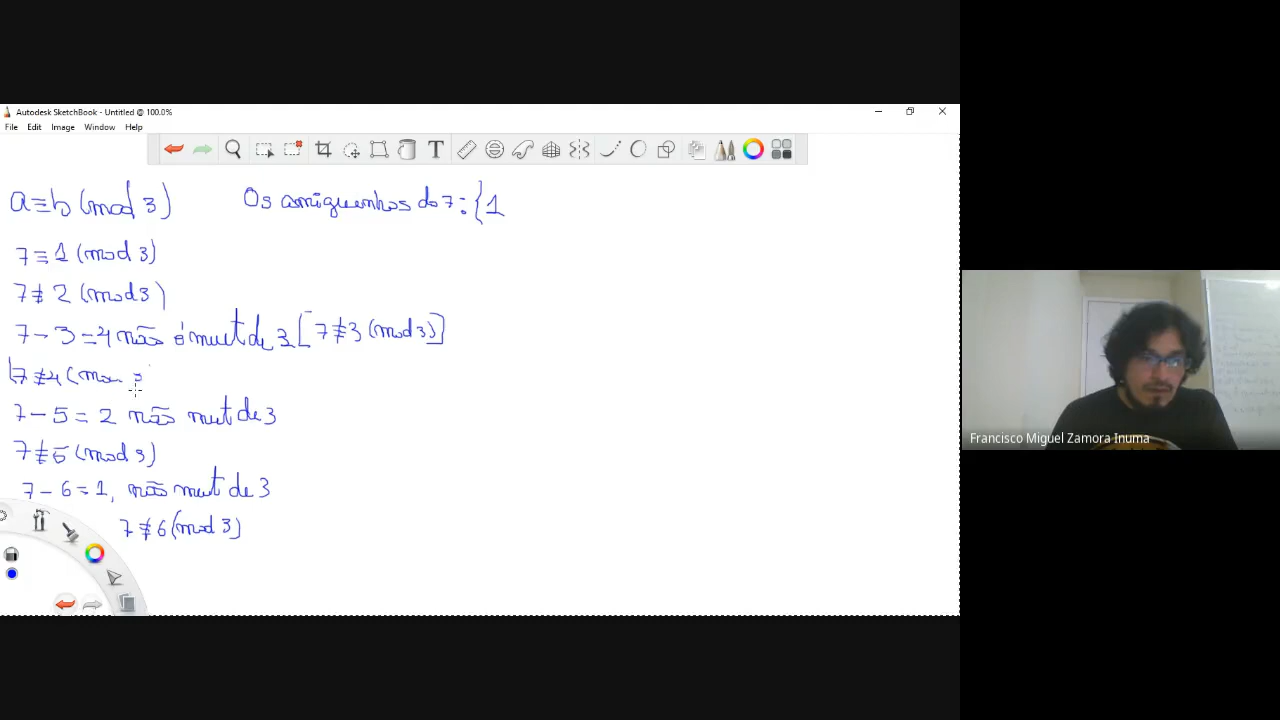 Autodesk SketchBook - Untitled @ 100.0%
File Edit Image Window Help
a≡b (mod 3) Os amiguenhos do 7: {1
7≡1 (mod 3)
7≢2 (mod 3)
7-3=4 não é mult de 3 [7≢3 (mod 3)]
7≢4 (mo 3
7-5=2 não mult de 3
7≢5 (mod 3)
7-6=1, não mult de 3
7≢6 (mod 3)
Francisco Miguel Zamora Inuma